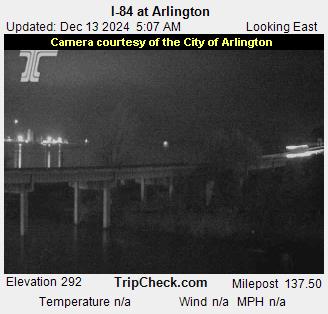 I-84 at Arlington
Updated: Dec 13 2024 5:07 AM Looking East
Camera courtesy of the City of Arlington
Elevation 292 TripCheck.com Milepost 137.50
Temperature n/a Wind n/a MPH n/a